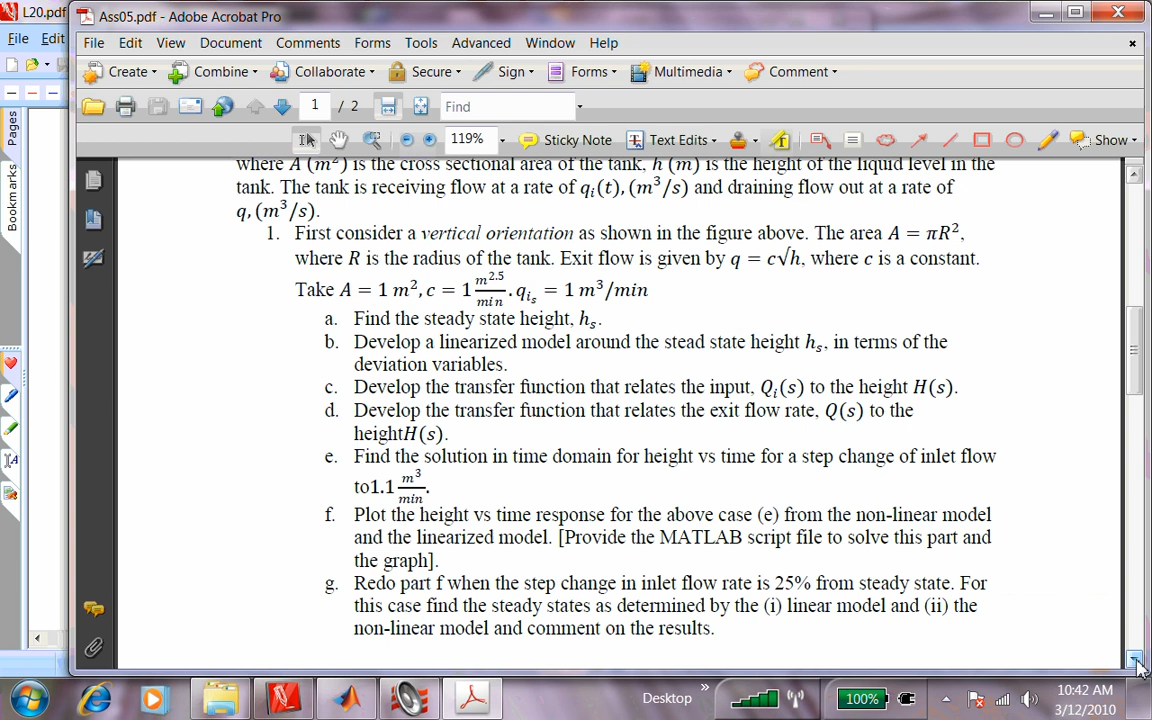 L20.pdf
Ass05.pdf - Adobe Acrobat Pro
File Edit
File Edit View Document Comments Forms Tools Advanced Window Help
Create Combine Collaborate Secure Sign Forms Multimedia Comment
1 / 2 Find
119% Sticky Note Text Edits Show
Pages
Bookmarks
where A (m²) is the cross sectional area of the tank, h (m) is the height of the liquid level in the
tank. The tank is receiving flow at a rate of qᵢ(t), (m³/s) and draining flow out at a rate of
q, (m³/s).
1. First consider a vertical orientation as shown in the figure above. The area A = πR²,
where R is the radius of the tank. Exit flow is given by q = c√h, where c is a constant.
Take A = 1 m², c = 1 m^2.5/min . q_i_s = 1 m³/min
a. Find the steady state height, hₛ.
b. Develop a linearized model around the stead state height hₛ, in terms of the
deviation variables.
c. Develop the transfer function that relates the input, Qᵢ(s) to the height H(s).
d. Develop the transfer function that relates the exit flow rate, Q(s) to the
heightH(s).
e. Find the solution in time domain for height vs time for a step change of inlet flow
to1.1 m³/min.
f. Plot the height vs time response for the above case (e) from the non-linear model
and the linearized model. [Provide the MATLAB script file to solve this part and
the graph].
g. Redo part f when the step change in inlet flow rate is 25% from steady state. For
this case find the steady states as determined by the (i) linear model and (ii) the
non-linear model and comment on the results.
Desktop » 100% 10:42 AM
3/12/2010